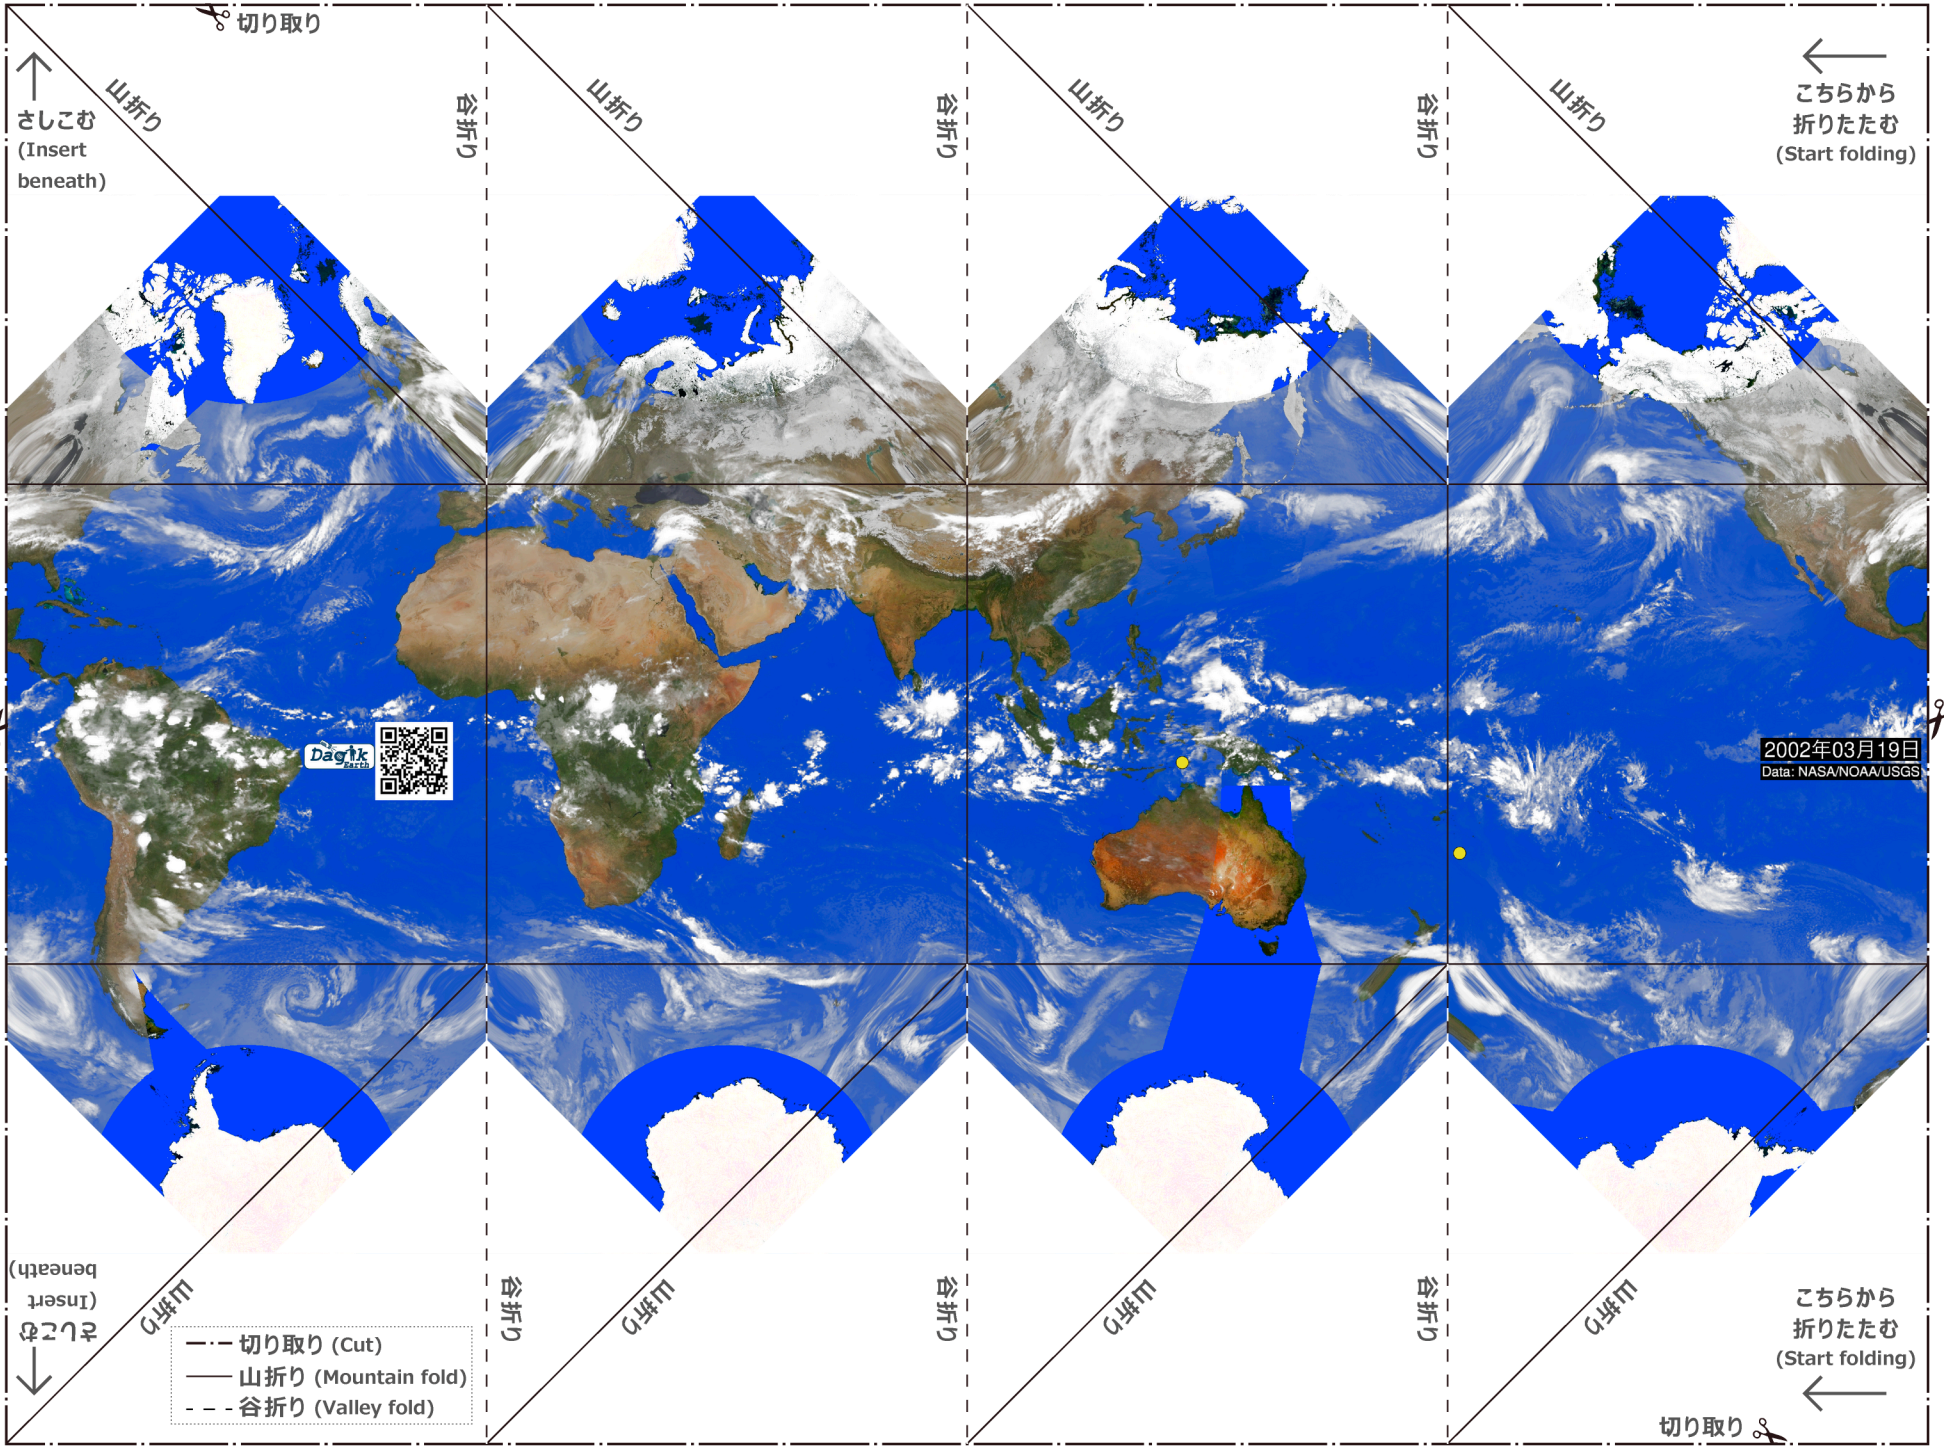 切り取り
さしこむ
(Insert
beneath)
山折り
谷折り
山折り
谷折り
山折り
谷折り
山折り
こちらから
折りたたむ
(Start folding)
Dagik
Earth
2002年03月19日
Data: NASA/NOAA/USGS
さしこむ
(Insert
beneath)
山折り
谷折り
山折り
谷折り
山折り
谷折り
山折り
こちらから
折りたたむ
(Start folding)
切り取り (Cut)
山折り (Mountain fold)
谷折り (Valley fold)
切り取り